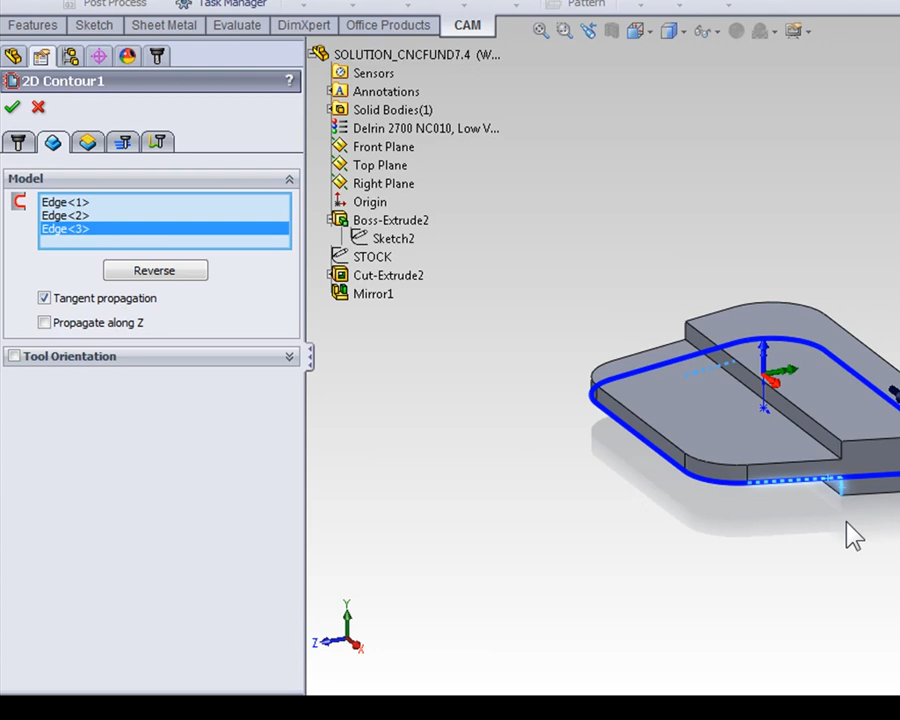 Post Process
Task Manager
Pattern
Features
Sketch
Sheet Metal
Evaluate
DimXpert
Office Products
CAM
2D Contour1
?
Model
Edge<1>
Edge<2>
Edge<3>
Reverse
Tangent propagation
Propagate along Z
Tool Orientation
SOLUTION_CNCFUND7.4 (W...
Sensors
A Annotations
Solid Bodies(1)
Delrin 2700 NC010, Low V...
Front Plane
Top Plane
Right Plane
Origin
Boss-Extrude2
Sketch2
STOCK
Cut-Extrude2
Mirror1
Y
Z
X